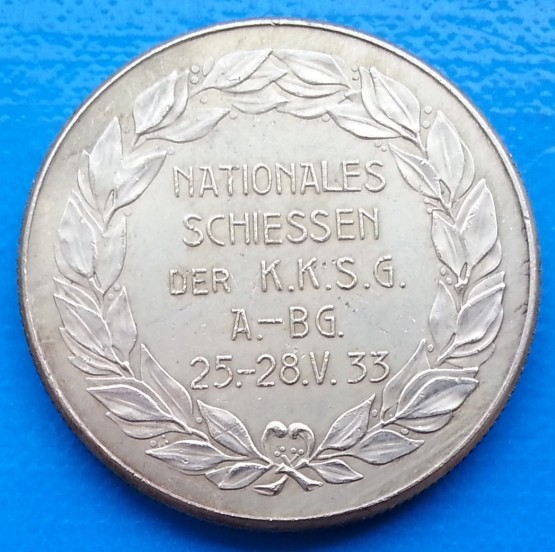 NATIONALES
SCHIESSEN
DER K.K.S.G.
A.-BG.
25.-28.V.33